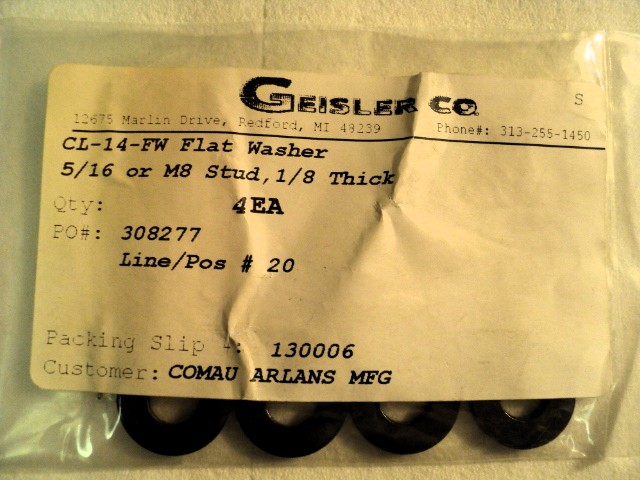 GEISLER CO. S
12675 Marlin Drive, Redford, MI 48239 Phone#: 313-255-1450
CL-14-FW Flat Washer
5/16 or M8 Stud,1/8 Thick
Qty: 4EA
PO#: 308277
Line/Pos # 20
Packing Slip #: 130006
Customer: COMAU ARLANS MFG